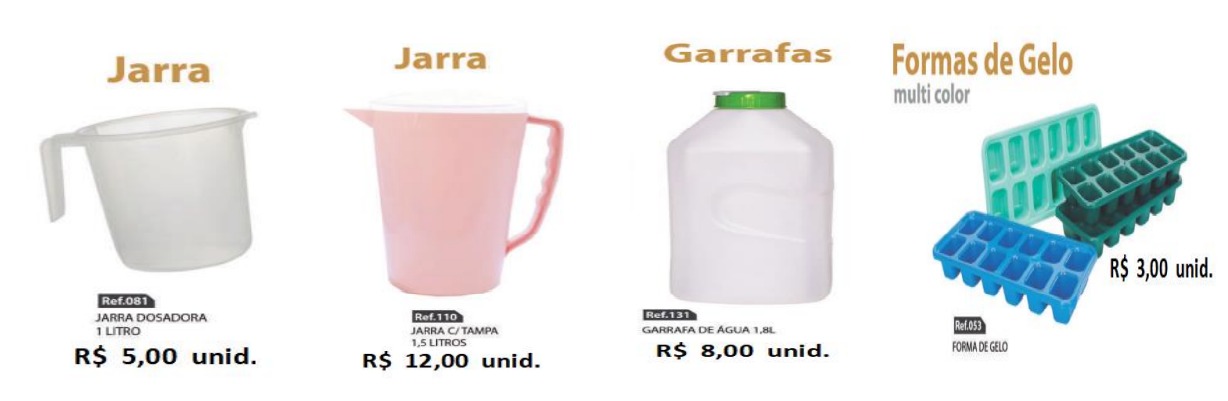 Jarra
Ref.081
JARRA DOSADORA
1 LITRO
R$ 5,00 unid.
Jarra
Ref.110
JARRA C/ TAMPA
1,5 LITROS
R$ 12,00 unid.
Garrafas
Ref.131
GARRAFA DE ÁGUA 1,8L
R$ 8,00 unid.
Formas de Gelo
multi color
R$ 3,00 unid.
Ref.053
FORMA DE GELO